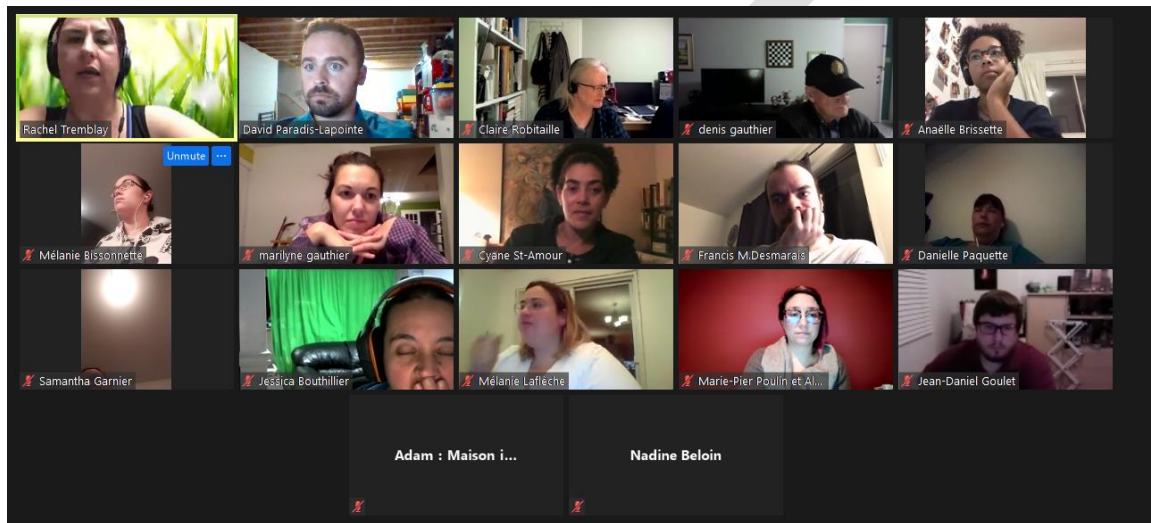 Rachel Tremblay
David Paradis-Lapointe
Claire Robitaille
denis gauthier
Anaëlle Brissette
Unmute ...
Mélanie Bissonnette
marilyne gauthier
Cyane St-Amour
Francis M.Desmarais
Danielle Paquette
Samantha Garnier
Jessica Bouthillier
Mélanie Laflèche
Marie-Pier Poulin et Al...
Jean-Daniel Goulet
Adam : Maison i...
Nadine Beloin